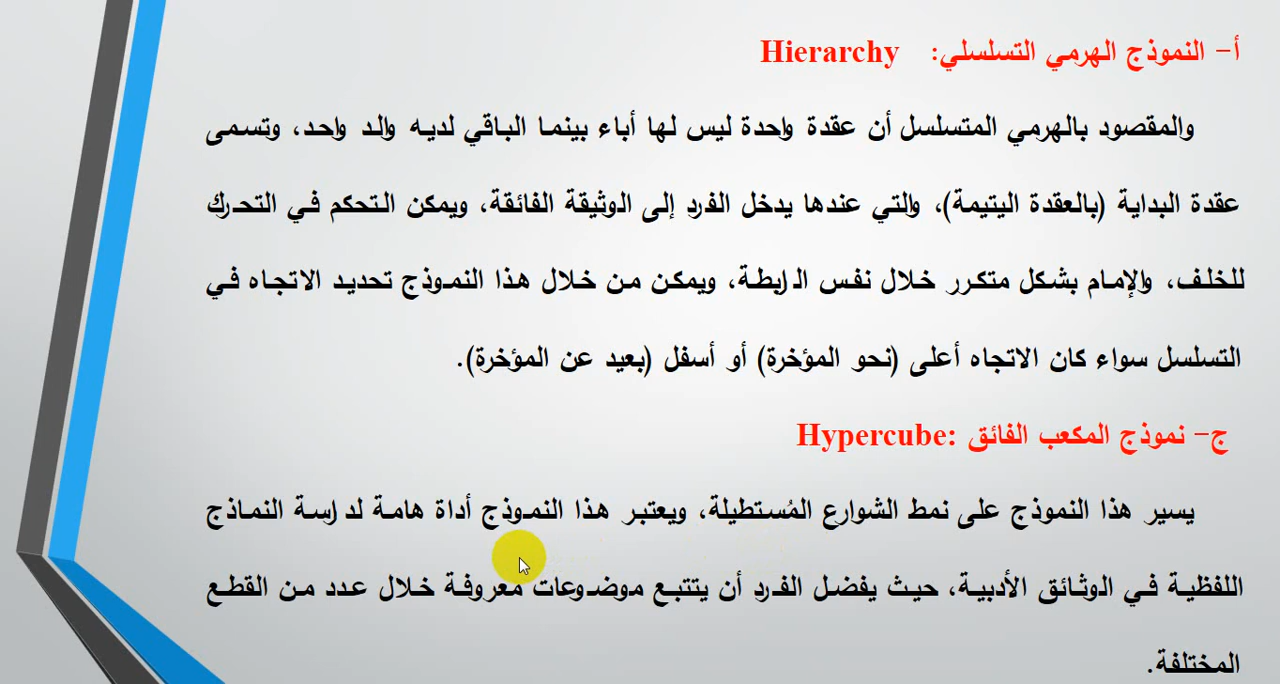 أ- النموذج الهرمي التسلسلي: Hierarchy
والمقصود بالهرمي المتسلسل أن عقدة واحدة ليس لها أباء بينما الباقي لديه والد واحد، وتسمى
عقدة البداية (بالعقدة اليتيمة)، والتي عندها يدخل الفرد إلى الوثيقة الفائقة، ويمكن التحكم في التحرك
للخلف، والإمام بشكل متكرر خلال نفس الرابطة، ويمكن من خلال هذا النموذج تحديد الاتجاه في
التسلسل سواء كان الاتجاه أعلى (نحو المؤخرة) أو أسفل (بعيد عن المؤخرة).
ج- نموذج المكعب الفائق :Hypercube
يسير هذا النموذج على نمط الشوارع المُستطيلة، ويعتبر هذا النموذج أداة هامة لدراسة النماذج
اللفظية في الوثائق الأدبية، حيث يفضل الفرد أن يتتبع موضوعات معروفة خلال عدد من القطع
المختلفة.